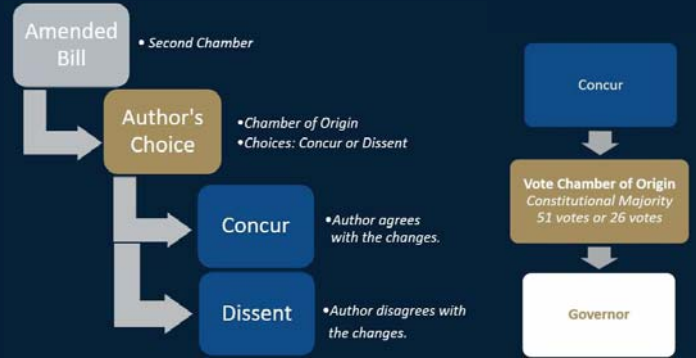 Amended
Bill
•Second Chamber
Author's
Choice
•Chamber of Origin
•Choices: Concur or Dissent
Concur
•Author agrees
with the changes.
Dissent
•Author disagrees with
the changes.
Concur
Vote Chamber of Origin
Constitutional Majority
51 votes or 26 votes
Governor